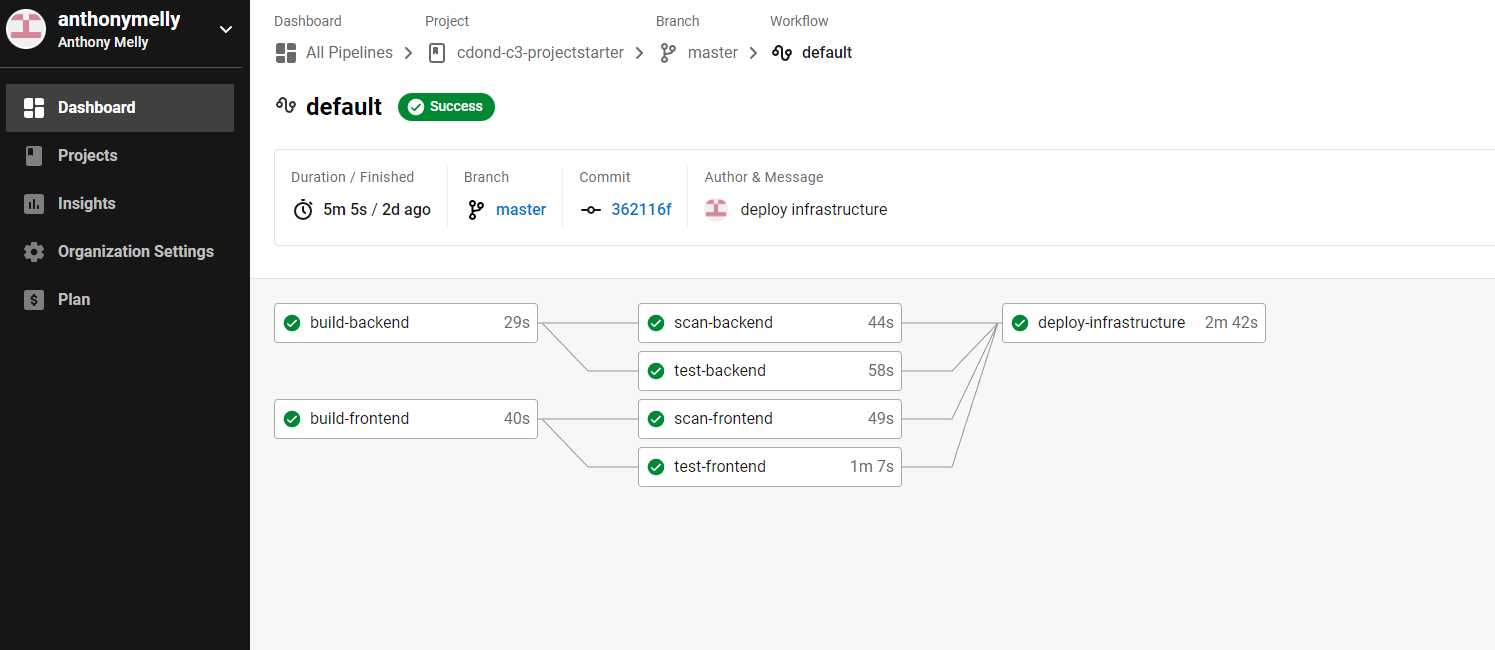 anthonymelly
Anthony Melly
Dashboard
Projects
Insights
Organization Settings
Plan
Dashboard Project Branch Workflow
All Pipelines cdond-c3-projectstarter master default
default Success
Duration / Finished Branch Commit Author & Message
5m 5s / 2d ago master 362116f deploy infrastructure
build-backend 29s scan-backend 44s deploy-infrastructure 2m 42s
test-backend 58s
build-frontend 40s scan-frontend 49s
test-frontend 1m 7s